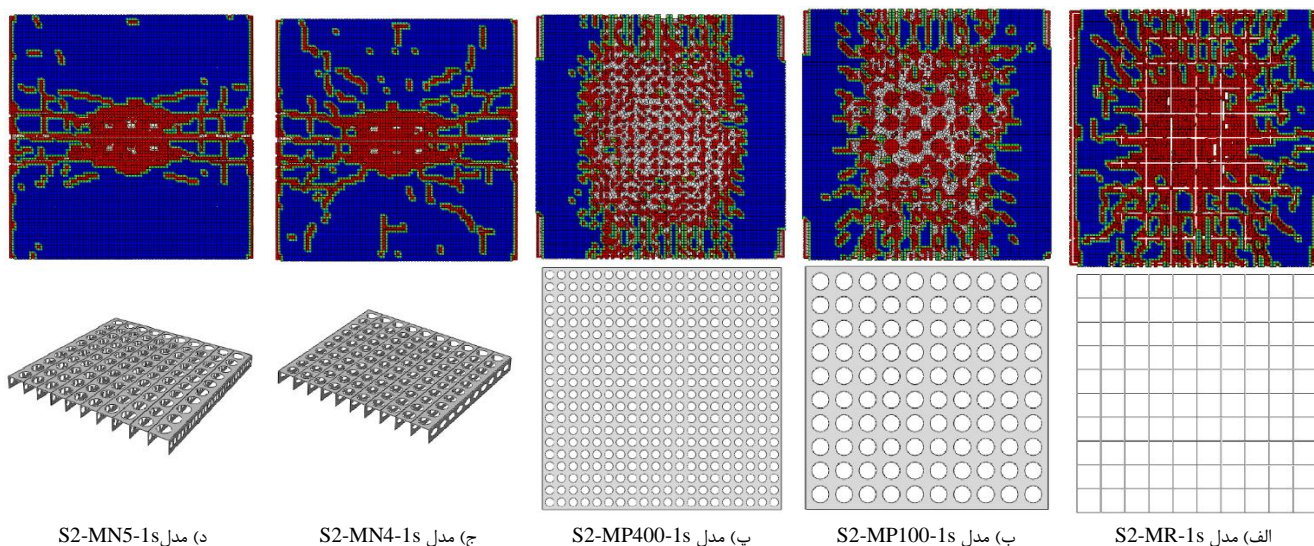 الف) مدل S2-MR-1s
ب) مدل S2-MP100-1s
پ) مدل S2-MP400-1s
ج) مدل S2-MN4-1s
د) مدلS2-MN5-1s